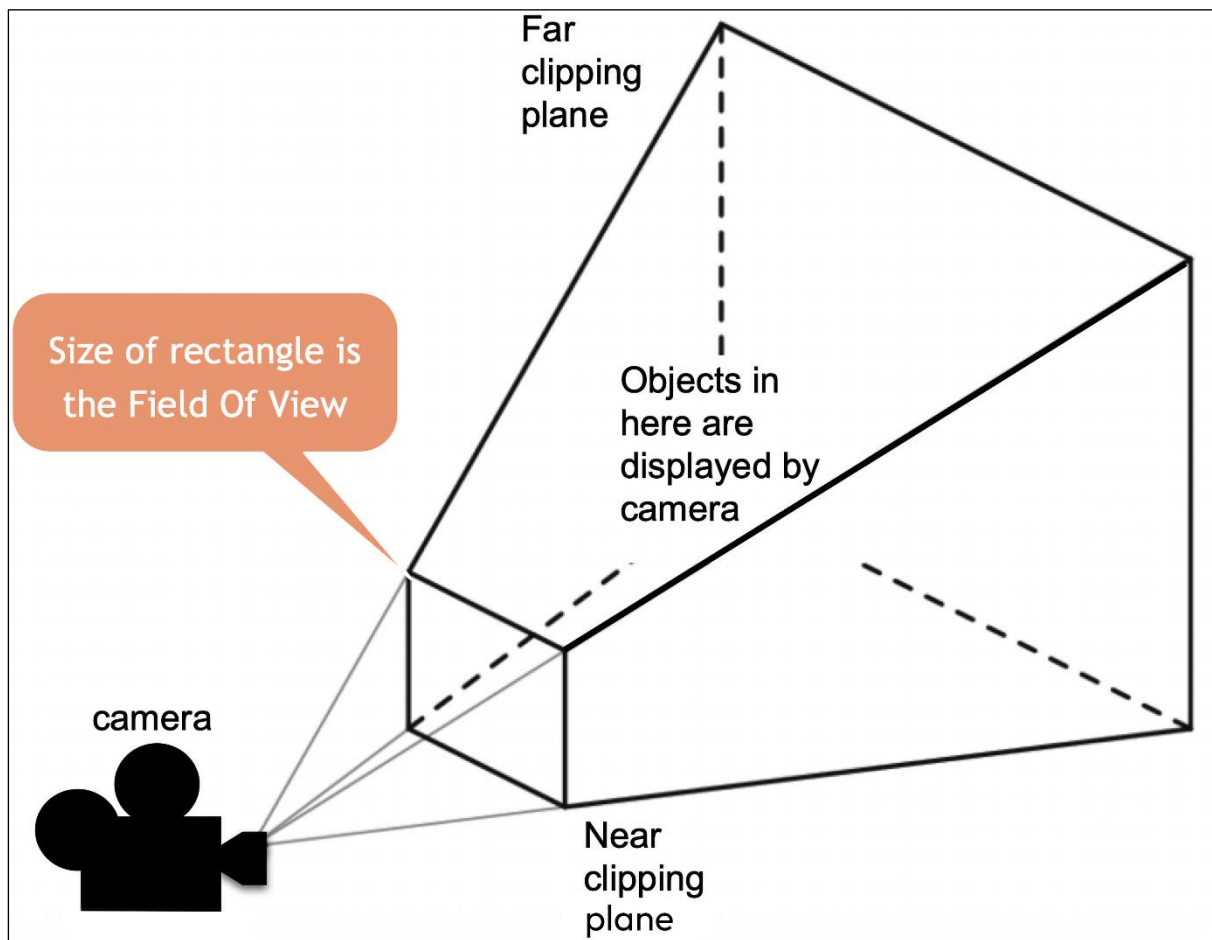 Far
clipping
plane
Size of rectangle is
the Field Of View
Objects in
here are
displayed by
camera
camera
Near
clipping
plane